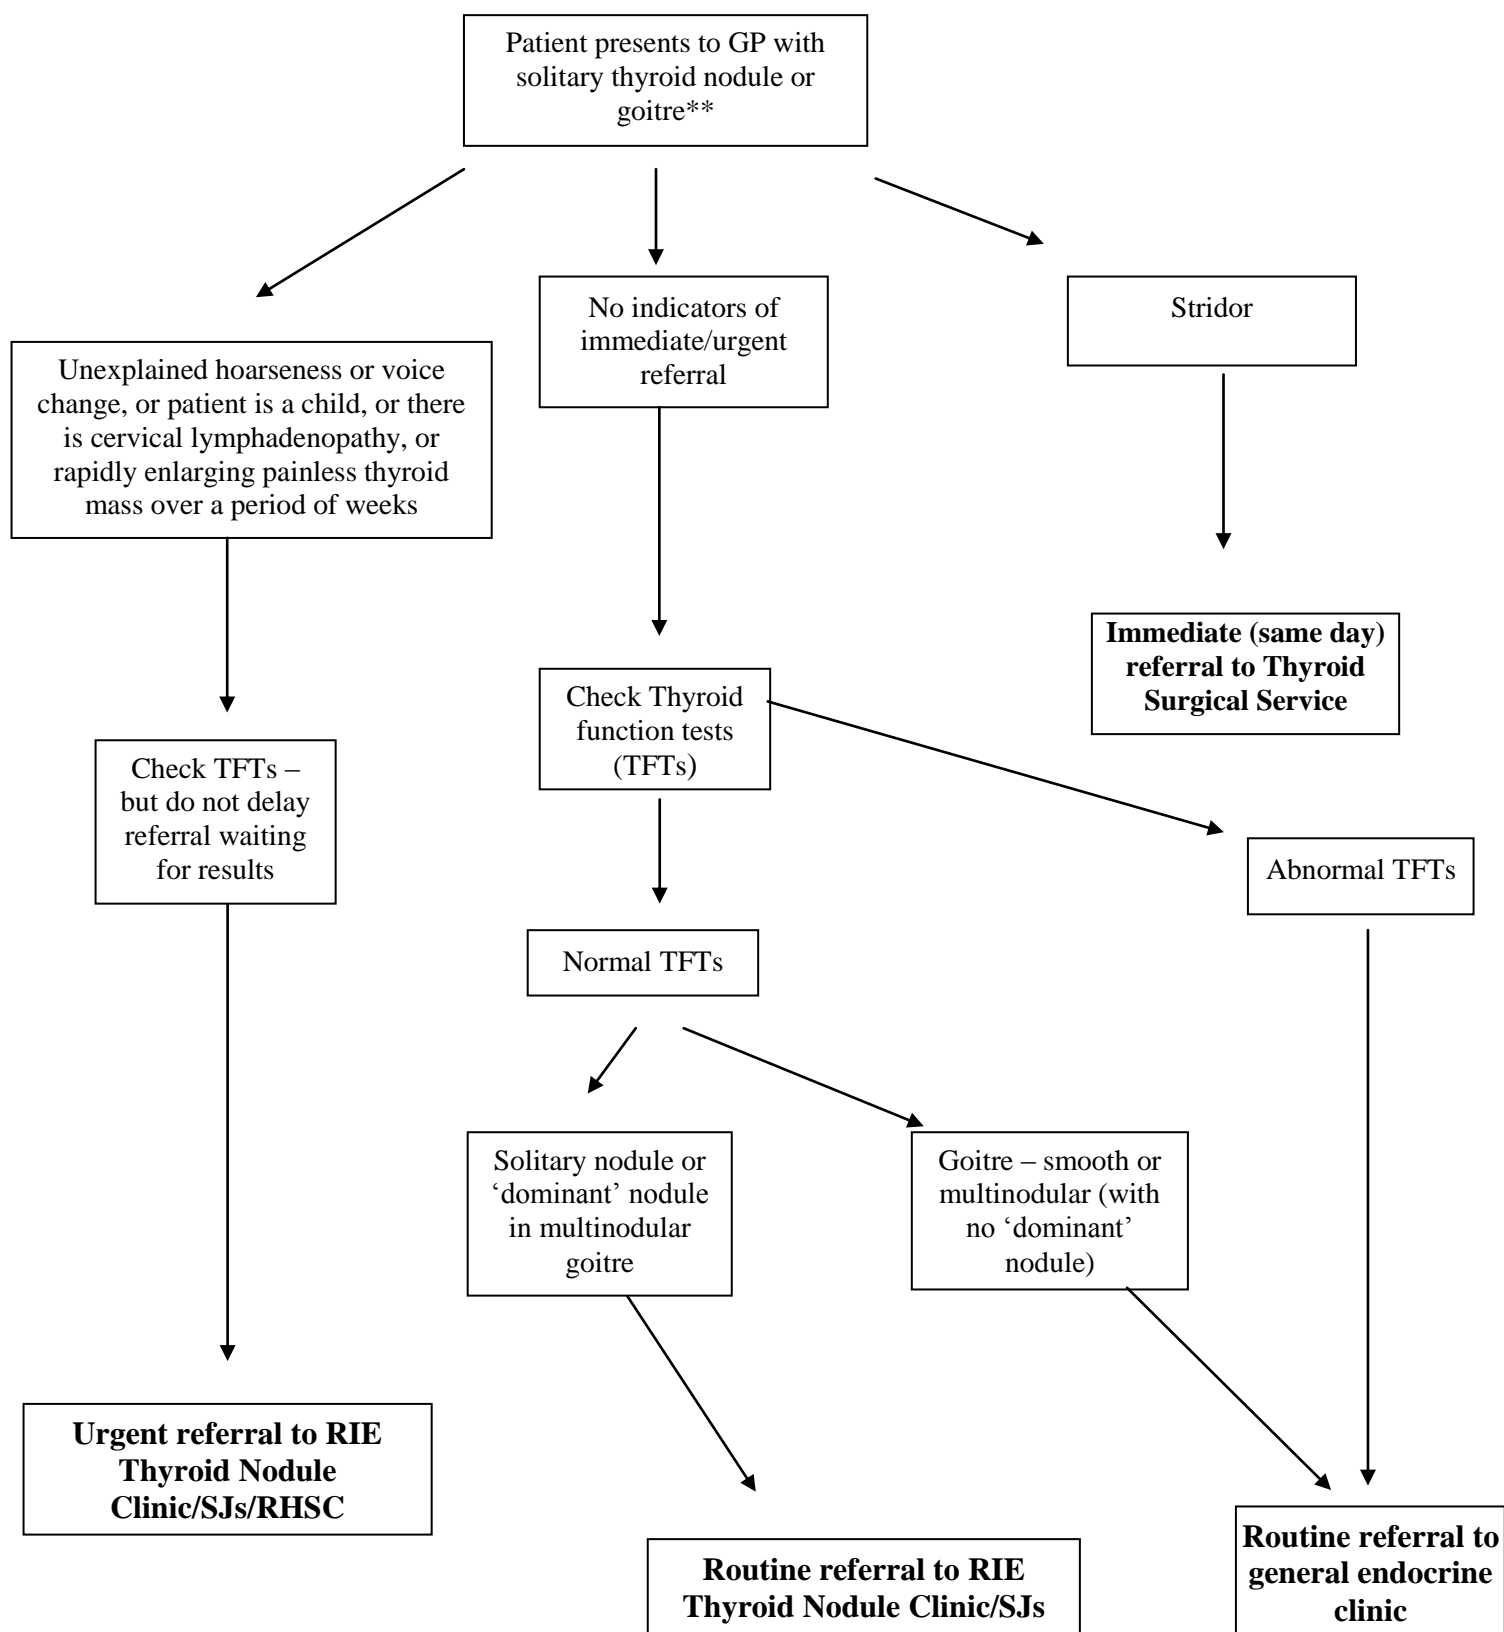 Patient presents to GP with
solitary thyroid nodule or
goitre**
Unexplained hoarseness or voice
change, or patient is a child, or there
is cervical lymphadenopathy, or
rapidly enlarging painless thyroid
mass over a period of weeks
No indicators of
immediate/urgent
referral
Stridor
Immediate (same day)
referral to Thyroid
Surgical Service
Check Thyroid
function tests
(TFTs)
Check TFTs –
but do not delay
referral waiting
for results
Abnormal TFTs
Normal TFTs
Solitary nodule or
‘dominant’ nodule
in multinodular
goitre
Goitre – smooth or
multinodular (with
no ‘dominant’
nodule)
Urgent referral to RIE
Thyroid Nodule
Clinic/SJs/RHSC
Routine referral to RIE
Thyroid Nodule Clinic/SJs
Routine referral to
general endocrine
clinic